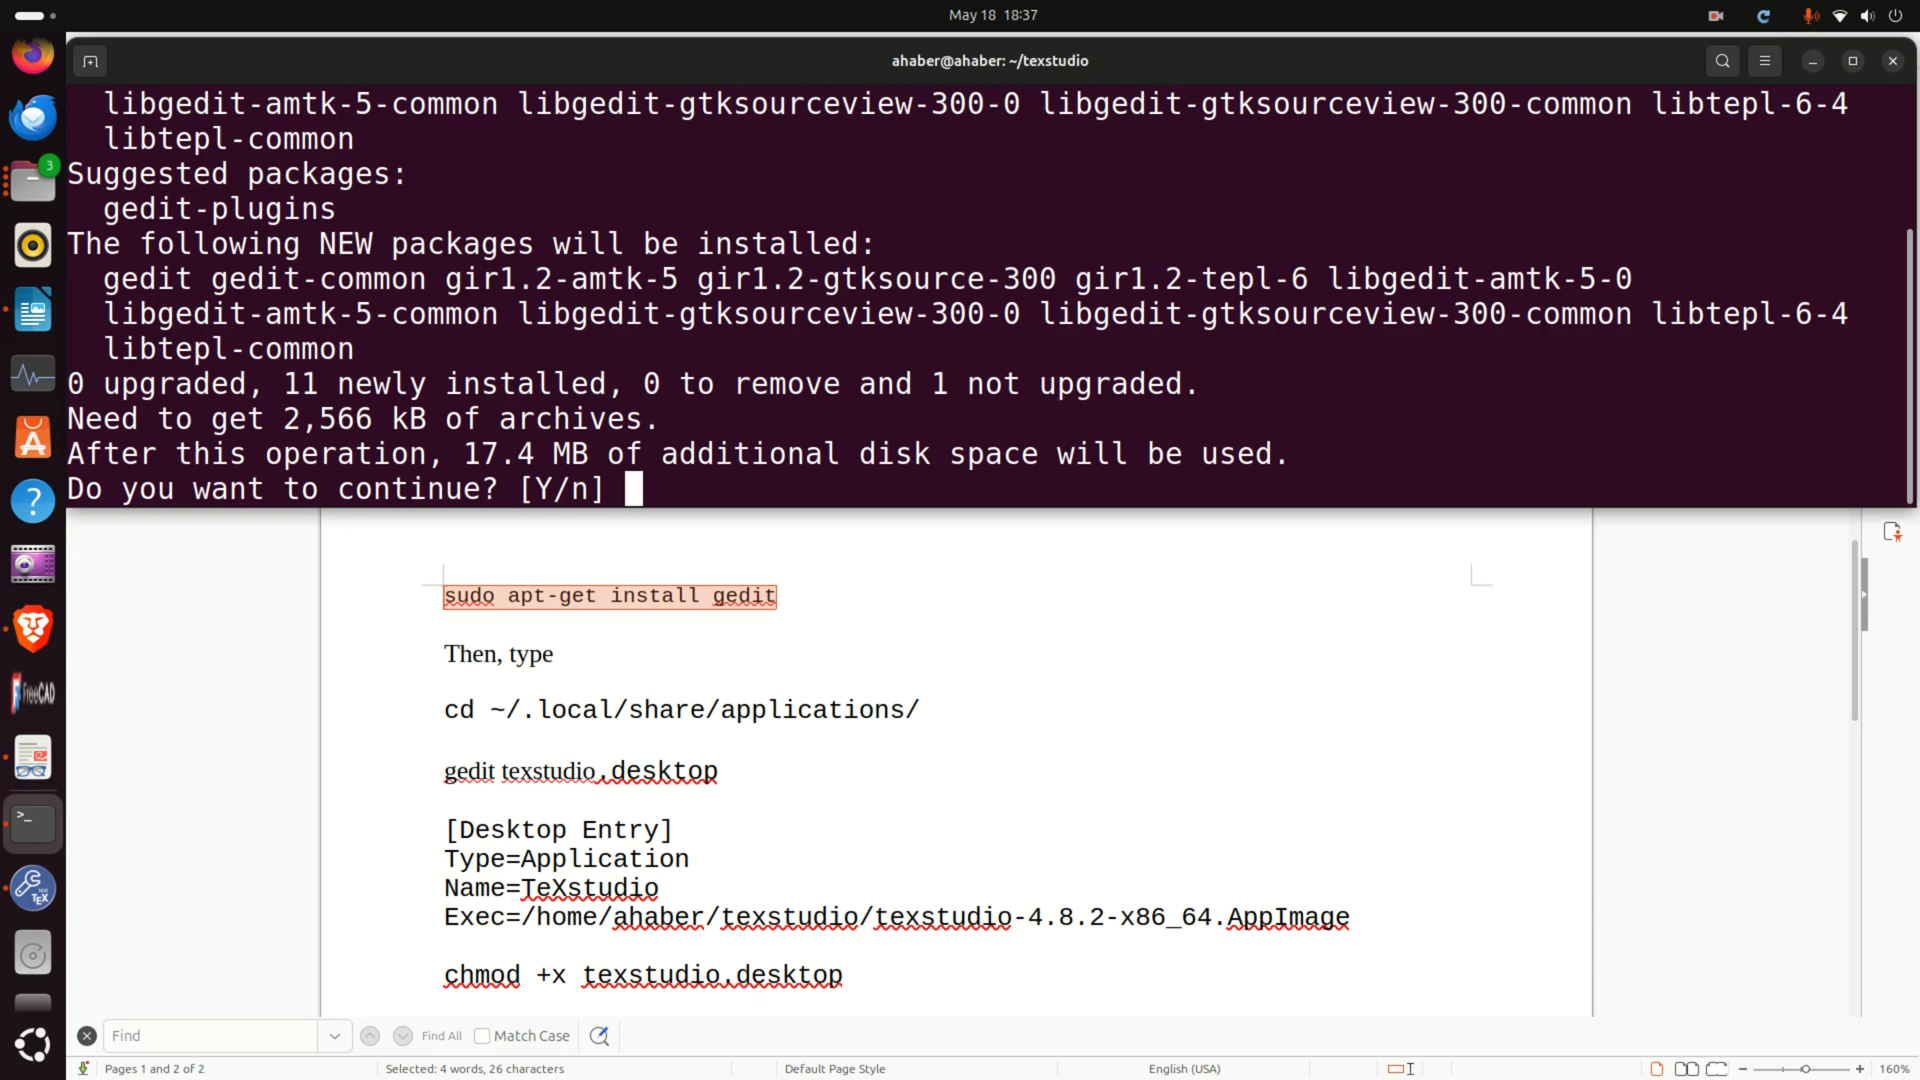 May 18 18:37
ahaber@ahaber: ~/texstudio
libgedit-amtk-5-common libgedit-gtksourceview-300-0 libgedit-gtksourceview-300-common libtepl-6-4
libtepl-common
Suggested packages:
gedit-plugins
The following NEW packages will be installed:
gedit gedit-common gir1.2-amtk-5 gir1.2-gtksource-300 gir1.2-tepl-6 libgedit-amtk-5-0
libgedit-amtk-5-common libgedit-gtksourceview-300-0 libgedit-gtksourceview-300-common libtepl-6-4
libtepl-common
0 upgraded, 11 newly installed, 0 to remove and 1 not upgraded.
Need to get 2,566 kB of archives.
After this operation, 17.4 MB of additional disk space will be used.
Do you want to continue? [Y/n]
3
FreeCAD
TEX
sudo apt-get install gedit
Then, type
cd ~/.local/share/applications/
gedit texstudio.desktop
[Desktop Entry]
Type=Application
Name=TeXstudio
Exec=/home/ahaber/texstudio/texstudio-4.8.2-x86_64.AppImage
chmod +x texstudio.desktop
Find
Find All
Match Case
Pages 1 and 2 of 2
Selected: 4 words, 26 characters
Default Page Style
English (USA)
160%